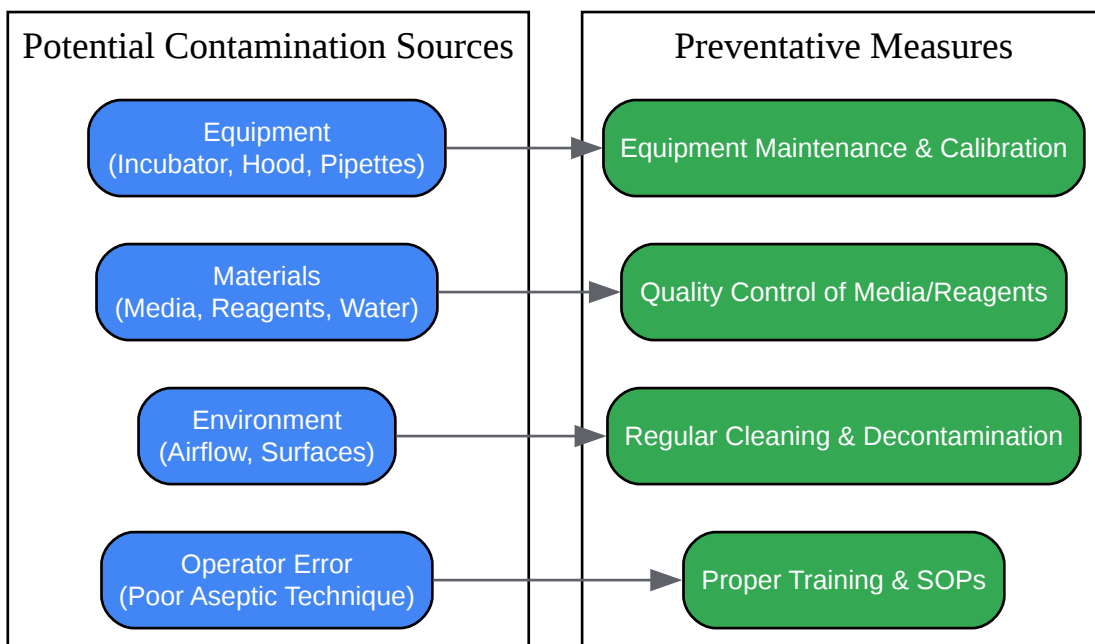 Potential Contamination Sources
Preventative Measures
Equipment
(Incubator, Hood, Pipettes)
Equipment Maintenance & Calibration
Materials
(Media, Reagents, Water)
Quality Control of Media/Reagents
Environment
(Airflow, Surfaces)
Regular Cleaning & Decontamination
Operator Error
(Poor Aseptic Technique)
Proper Training & SOPs